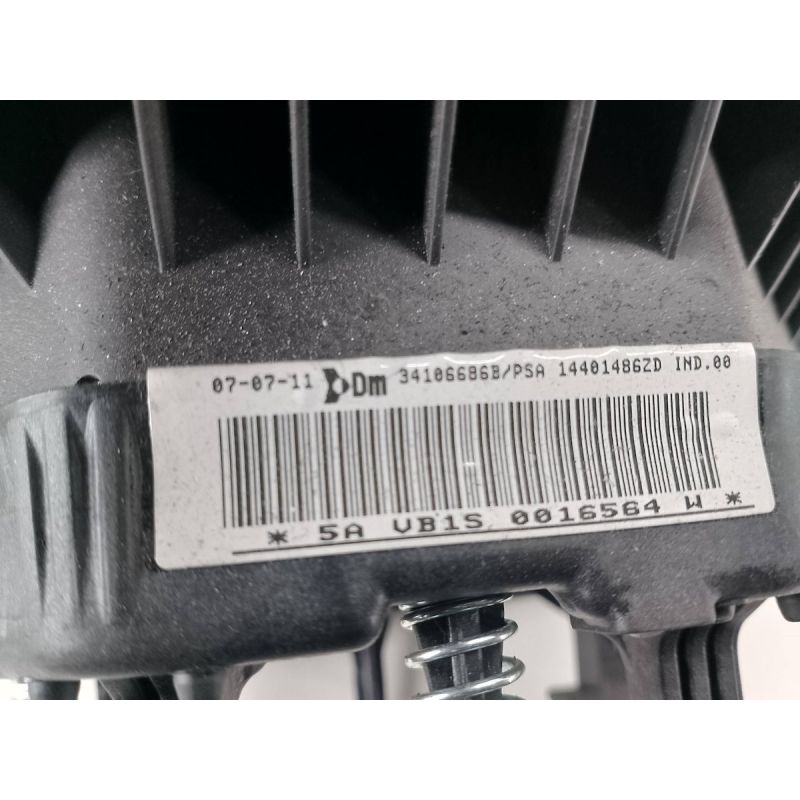 07-07-11 Dm 34106686B/PSA 14401486ZD IND.00
* 5A VB1S 0016564 W *